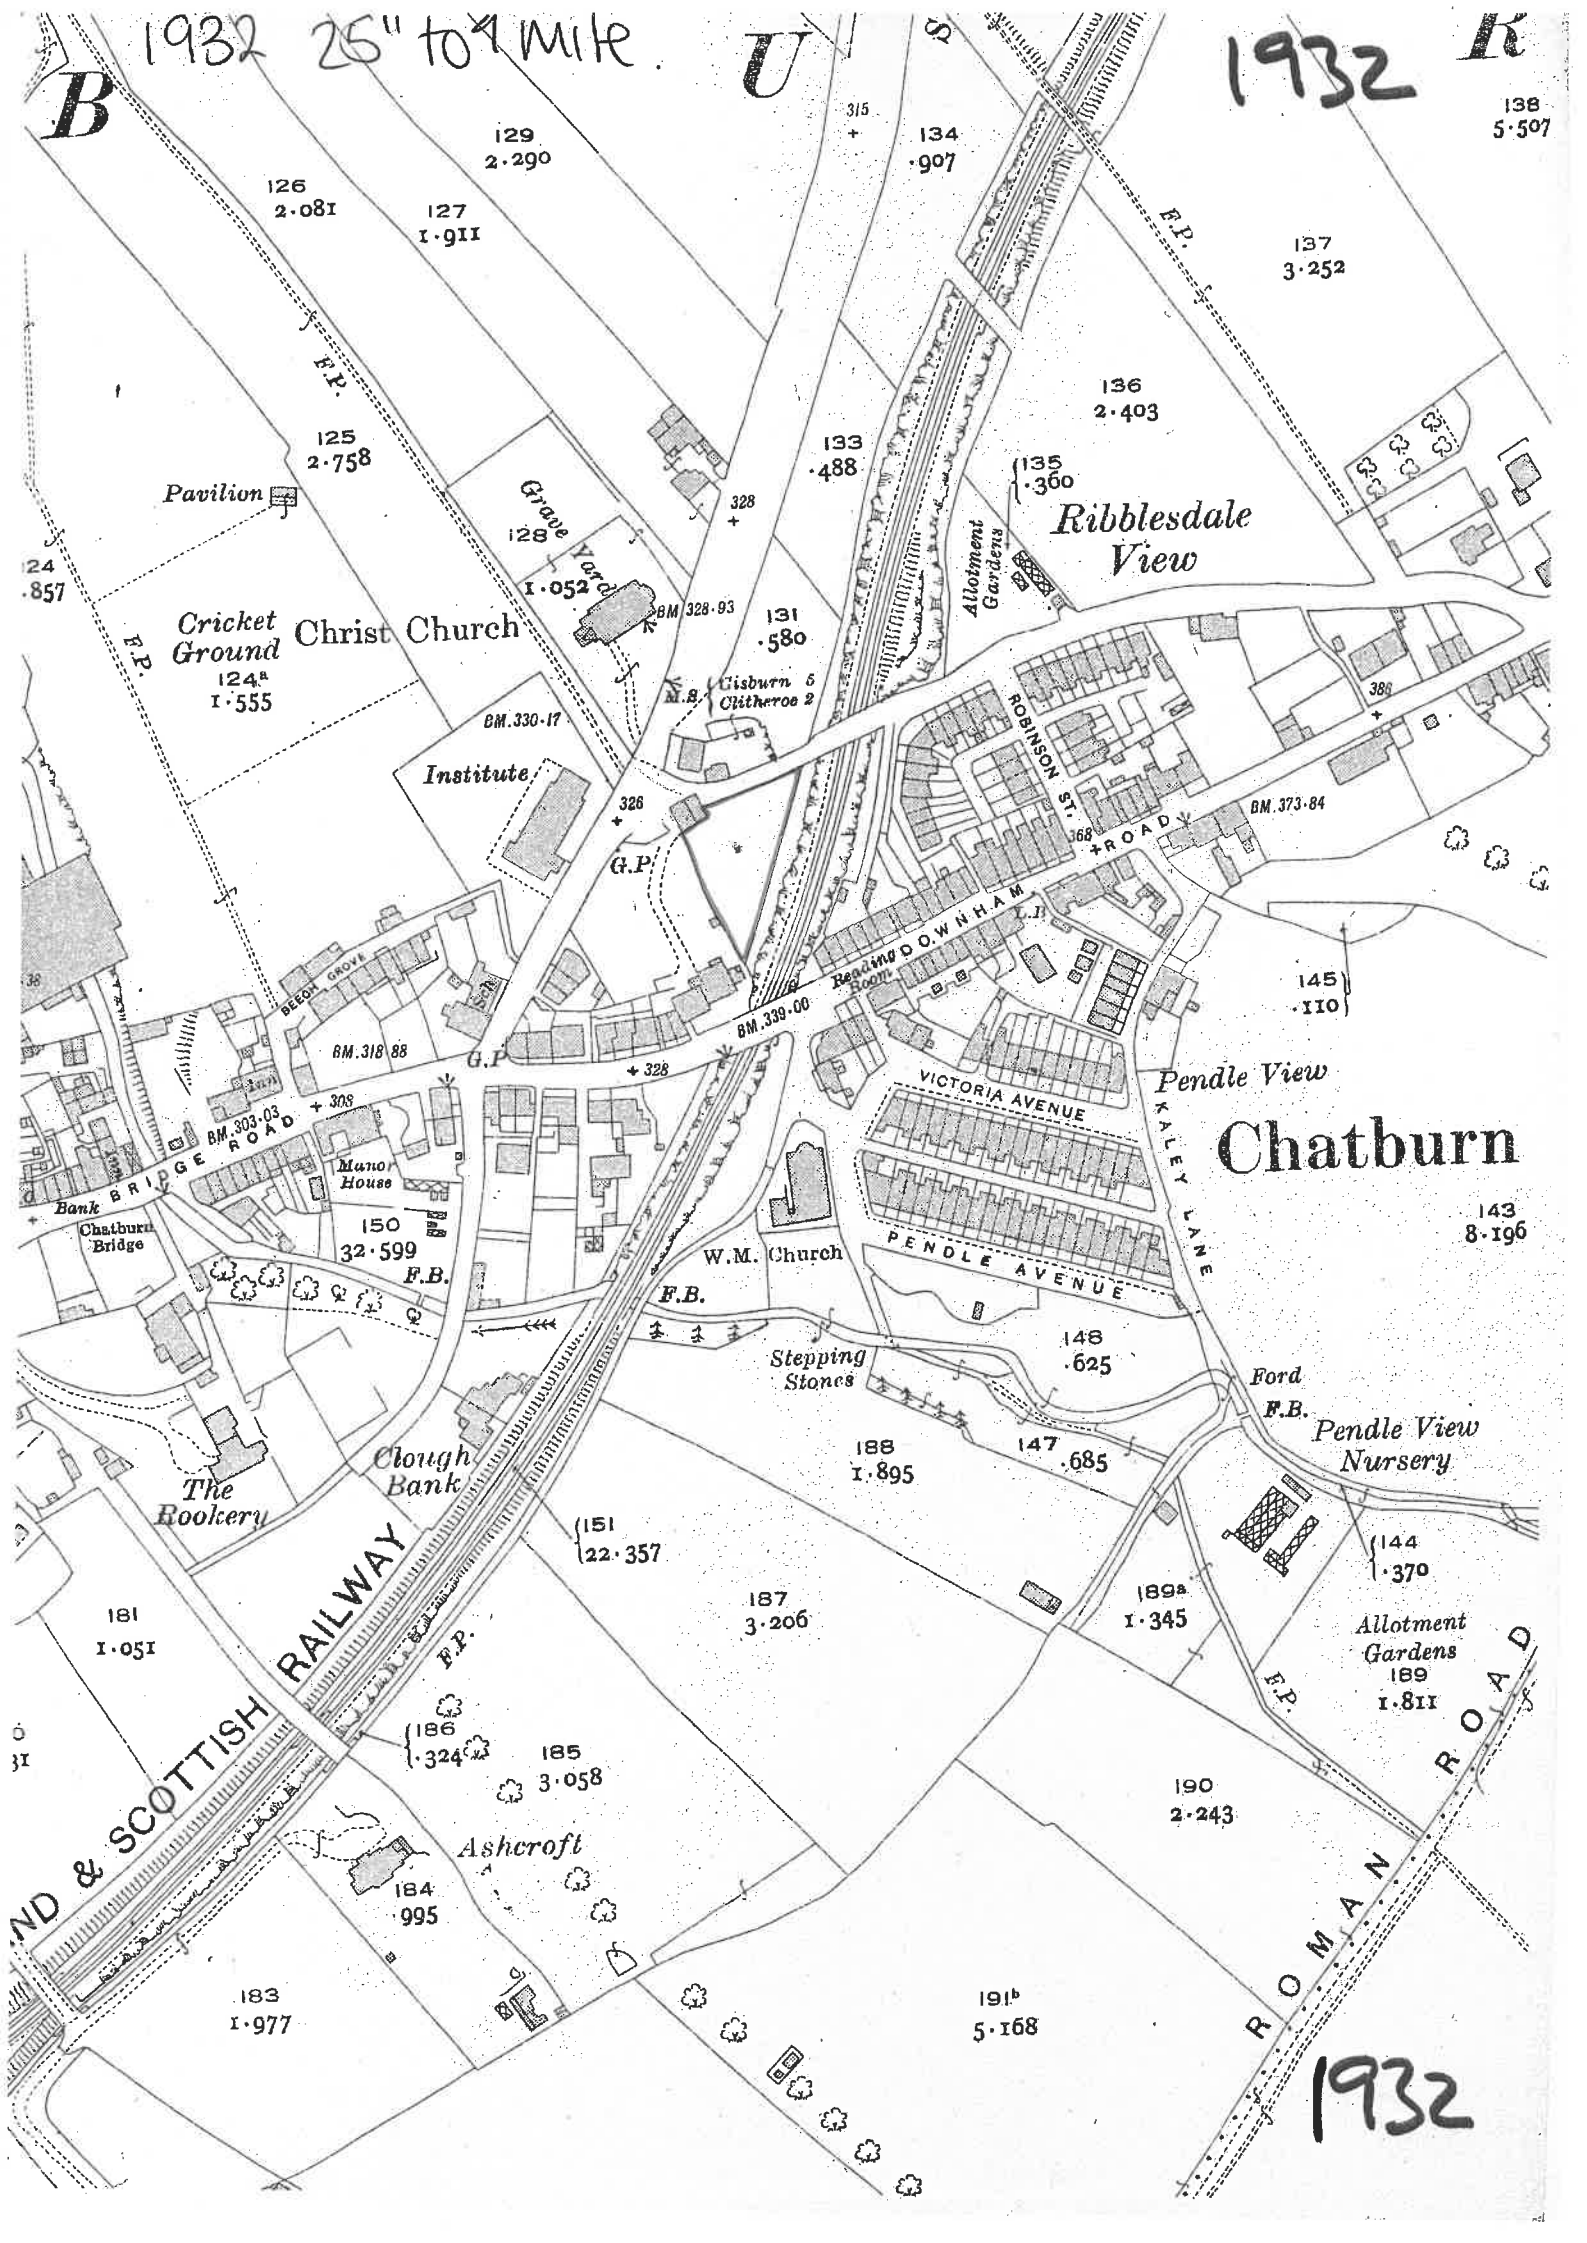 1932 25" to 1 Mile.
1932
B
U
S
R
138
5·507
315
134
·907
129
2·290
126
2·081
127
1·911
F.P.
137
3·252
F.P.
136
2·403
125
2·758
133
·488
135
·360
Pavilion
Grave Yard
128
1·052
328
Allotment
Gardens
Ribblesdale
View
24
·857
Cricket
Ground
124ª
1·555
Christ Church
BM 328·93
131
·580
F.P.
M.S.
Gisburn 5
Clitheroe 2
BM.330·17
386
ROBINSON ST.
Institute
326
BM.373·84
368
G.P.
DOWNHAM ROAD
L.B.
Reading
Room
38
BEECH GROVE
Sch.
BM.339·00
145
·110
BM.318·88
G.P.
328
Pendle View
VICTORIA AVENUE
KALEY LANE
Chatburn
Inn
308
BM.303·03
BRIDGE ROAD
Manor
House
Inn
Bank
Chatburn
Bridge
150
32·599
143
8·196
W.M. Church
PENDLE AVENUE
F.B.
F.B.
148
·625
Stepping
Stones
Ford
F.B.
Pendle View
Nursery
188
1·895
147
·685
Clough
Bank
The
Rookery
151
22·357
144
·370
181
1·051
187
3·206
189ª
1·345
Allotment
Gardens
189
1·811
F.P.
F.P.
31
186
·324
185
3·058
190
2·243
ND & SCOTTISH RAILWAY
Ashcroft
184
·995
ROMAN ROAD
183
1·977
191ᵇ
5·168
1932